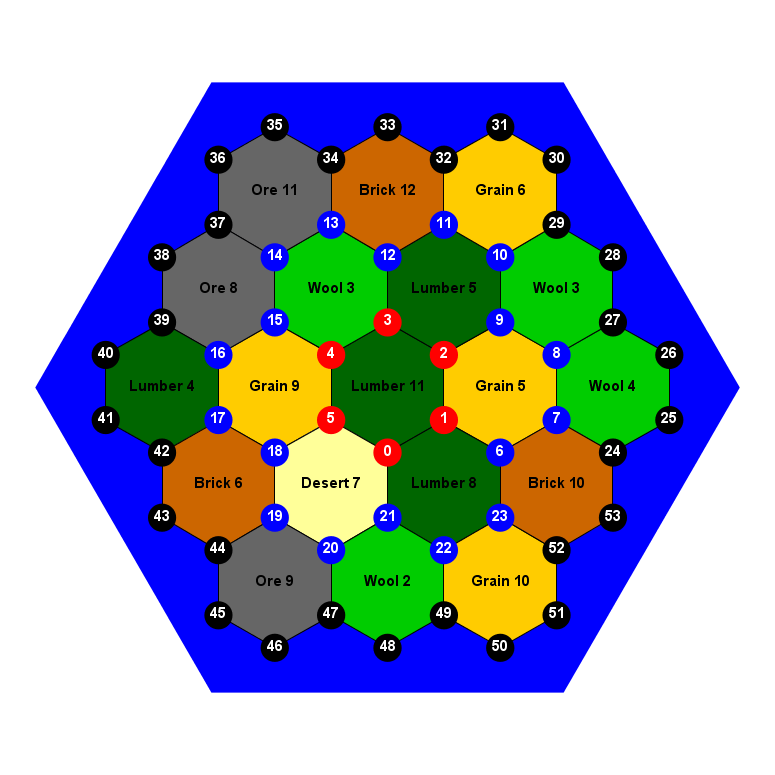 35 33 31
36 34 32 30
Ore 11 Brick 12 Grain 6
37 13 11 29
38 14 12 10 28
Ore 8 Wool 3 Lumber 5 Wool 3
39 15 3 9 27
40 16 4 2 8 26
Lumber 4 Grain 9 Lumber 11 Grain 5 Wool 4
41 17 5 1 7 25
42 18 0 6 24
Brick 6 Desert 7 Lumber 8 Brick 10
43 19 21 23 53
44 20 22 52
Ore 9 Wool 2 Grain 10
45 47 49 51
46 48 50